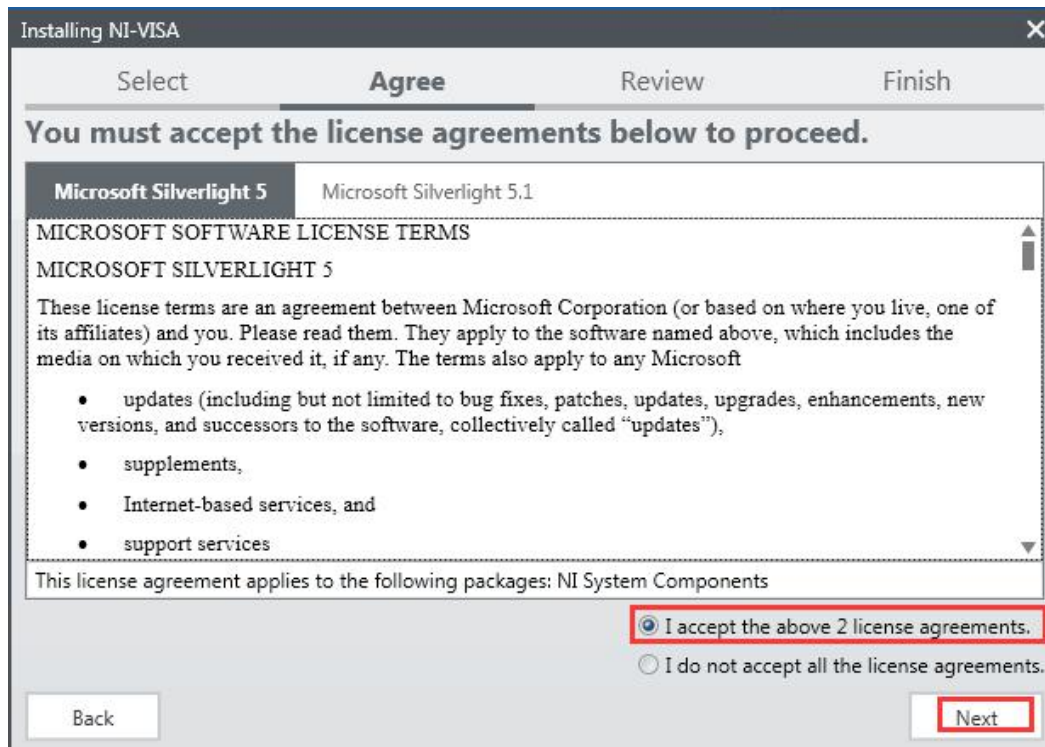 Installing NI-VISA
Select Agree Review Finish
You must accept the license agreements below to proceed.
Microsoft Silverlight 5 Microsoft Silverlight 5.1
MICROSOFT SOFTWARE LICENSE TERMS
MICROSOFT SILVERLIGHT 5
These license terms are an agreement between Microsoft Corporation (or based on where you live, one of
its affiliates) and you. Please read them. They apply to the software named above, which includes the
media on which you received it, if any. The terms also apply to any Microsoft
• updates (including but not limited to bug fixes, patches, updates, upgrades, enhancements, new
versions, and successors to the software, collectively called “updates”),
• supplements,
• Internet-based services, and
• support services
This license agreement applies to the following packages: NI System Components
I accept the above 2 license agreements.
I do not accept all the license agreements.
Back Next